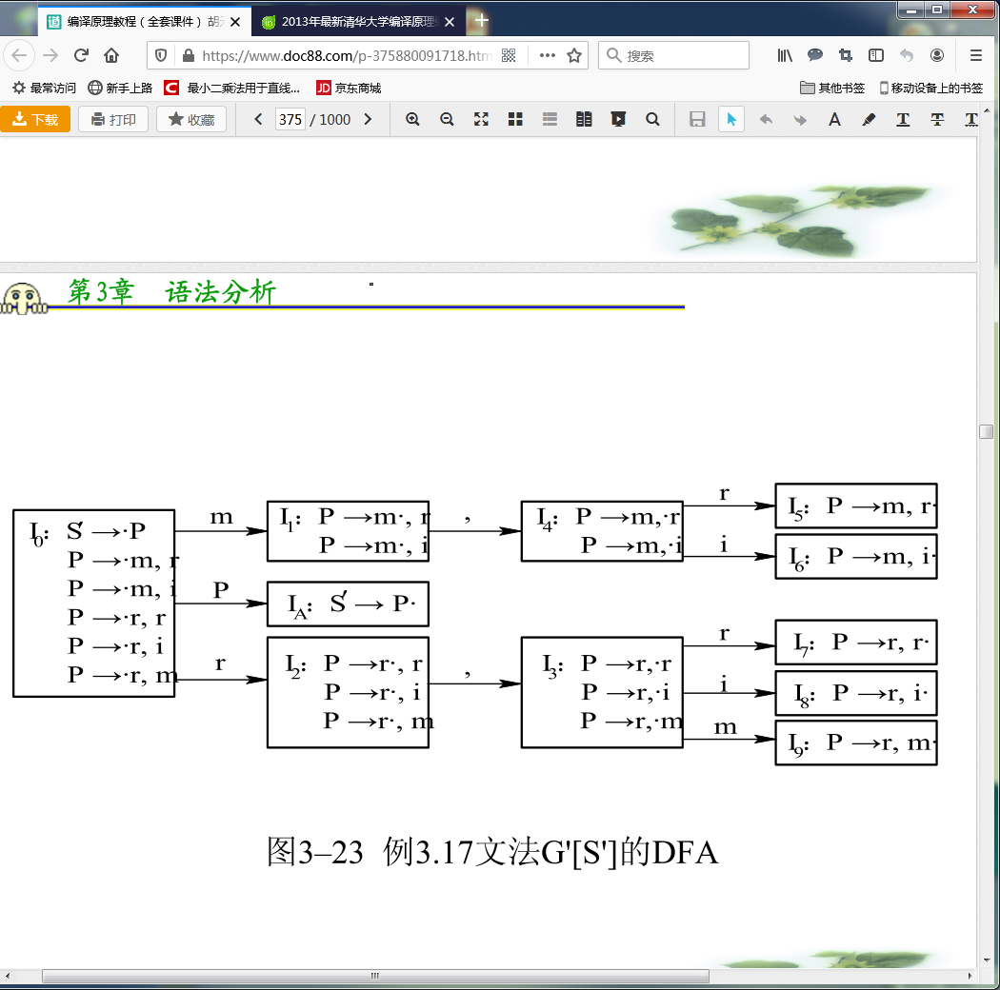 编译原理教程（全套课件） 胡
2013年最新清华大学编译原理
https://www.doc88.com/p-375880091718.htm
搜索
最常访问 新手上路 最小二乘法用于直线... JD 京东商城 其他书签 移动设备上的书签
下载 打印 收藏 375 / 1000
第3章 语法分析
I0: S′→·P
P→·m, r
P→·m, i
P→·r, r
P→·r, i
P→·r, m
m
P
r
I1: P→m·, r
P→m·, i
IA: S′→P·
I2: P→r·, r
P→r·, i
P→r·, m
,
,
I4: P→m,·r
P→m,·i
I3: P→r,·r
P→r,·i
P→r,·m
r
i
r
i
m
I5: P→m, r·
I6: P→m, i·
I7: P→r, r·
I8: P→r, i·
I9: P→r, m·
图3–23 例3.17文法G'[S']的DFA